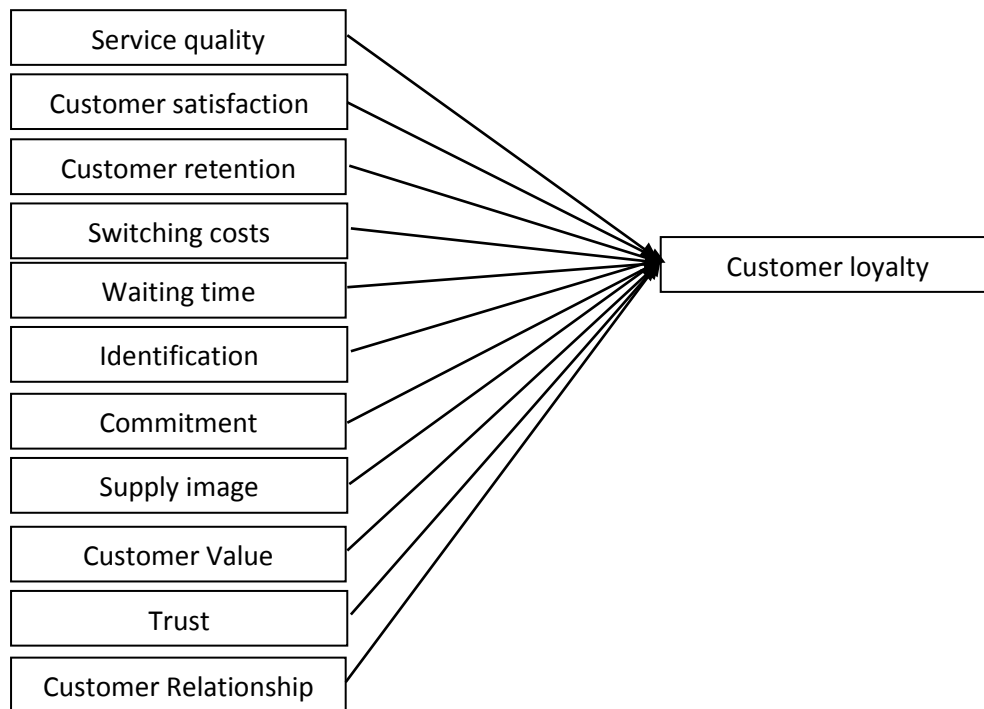 Service quality
Customer satisfaction
Customer retention
Switching costs
Waiting time
Identification
Commitment
Supply image
Customer Value
Trust
Customer Relationship
Customer loyalty